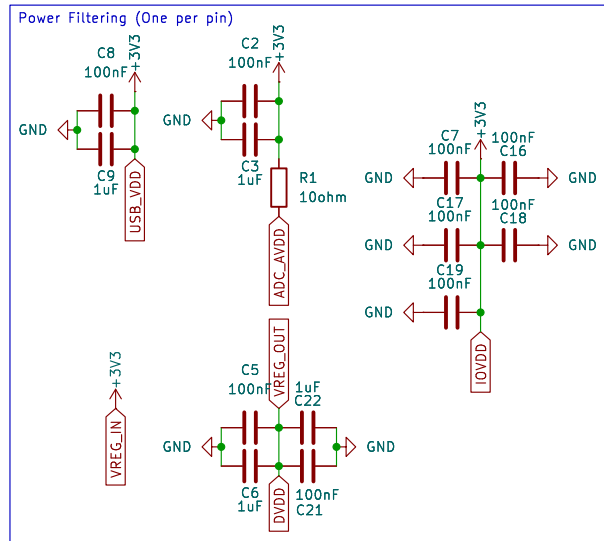 Power Filtering (One per pin)
+3V3
C8
100nF
GND
C9
1uF
USB_VDD
+3V3
C2
100nF
GND
C3
1uF
R1
10ohm
ADC_AVDD
+3V3
C7
100nF
100nF
C16
GND
GND
C17
100nF
100nF
C18
GND
GND
C19
100nF
GND
IOVDD
+3V3
VREG_IN
VREG_OUT
C5
100nF
1uF
C22
GND
GND
C6
1uF
100nF
C21
DVDD